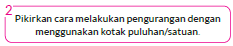 2
Pikirkan cara melakukan pengurangan dengan
menggunakan kotak puluhan/satuan.